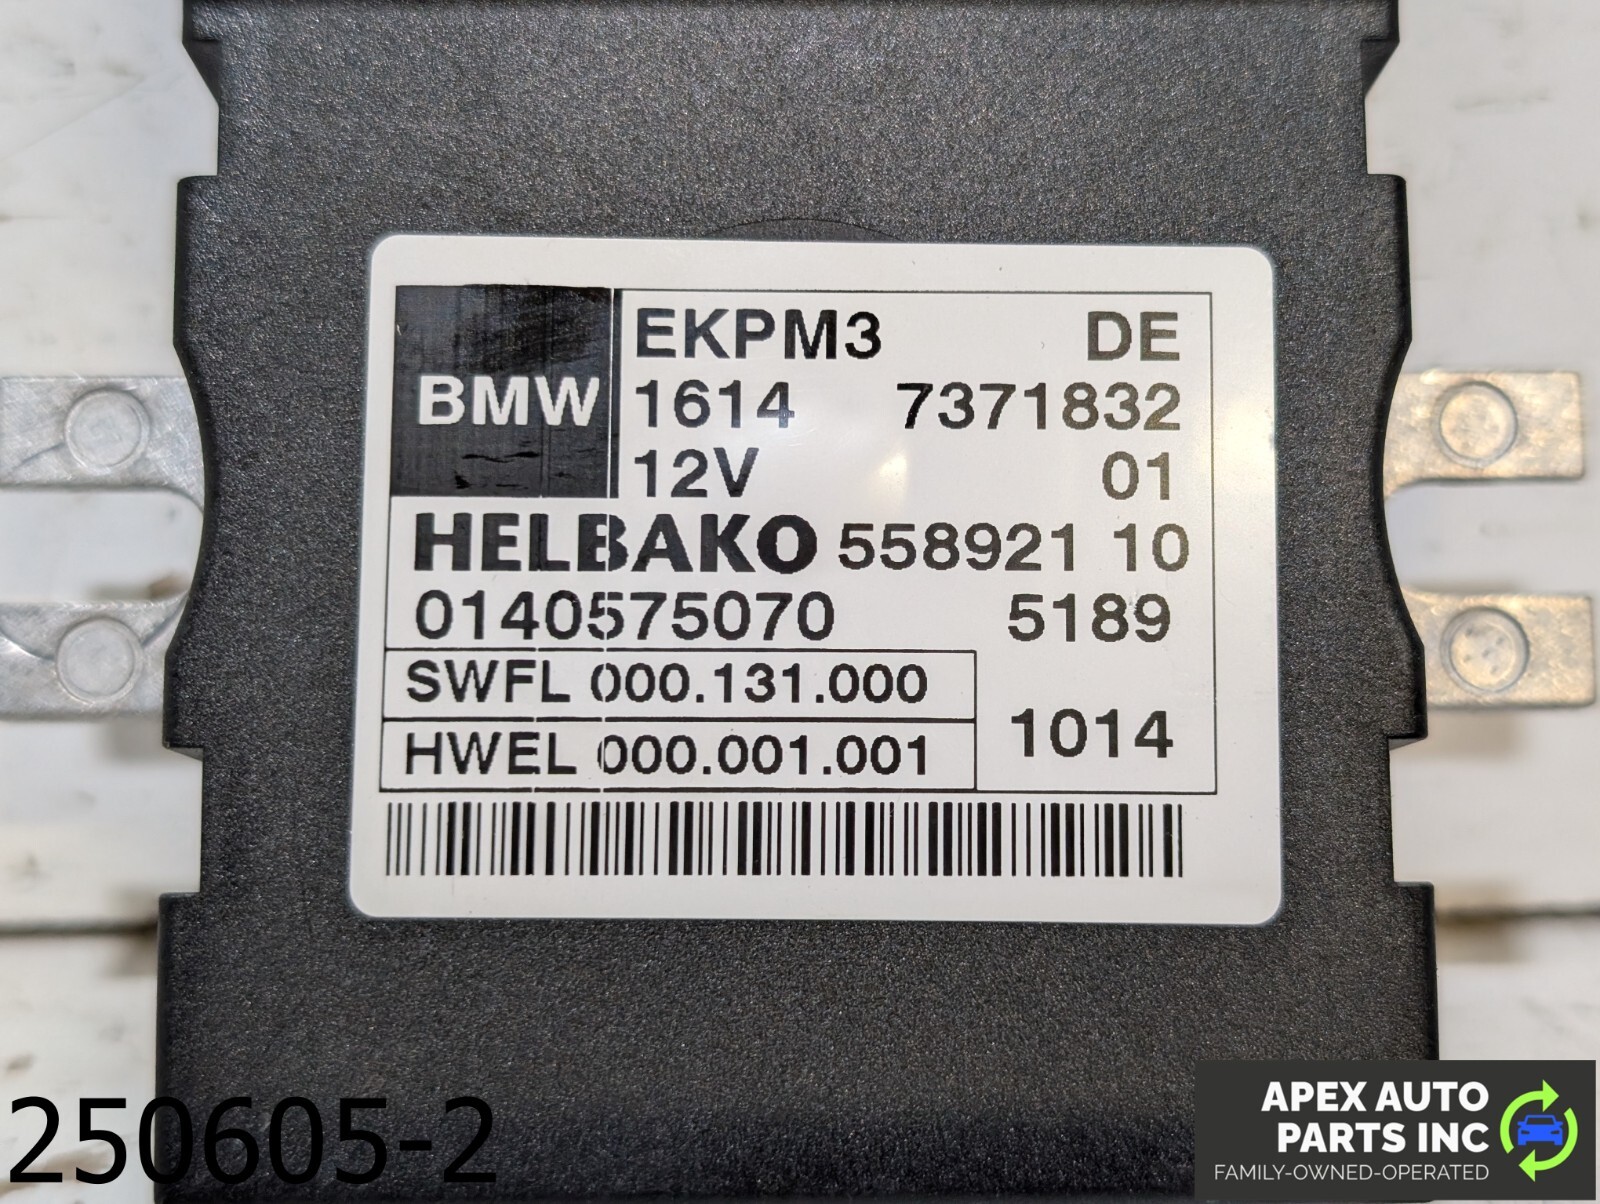 EKPM3 DE
BMW 1614 7371832
12V 01
HELBAKO 558921 10
0140575070 5189
SWFL 000.131.000
HWEL 000.001.001
1014
250605-2
APEX AUTO
PARTS INC
FAMILY-OWNED-OPERATED